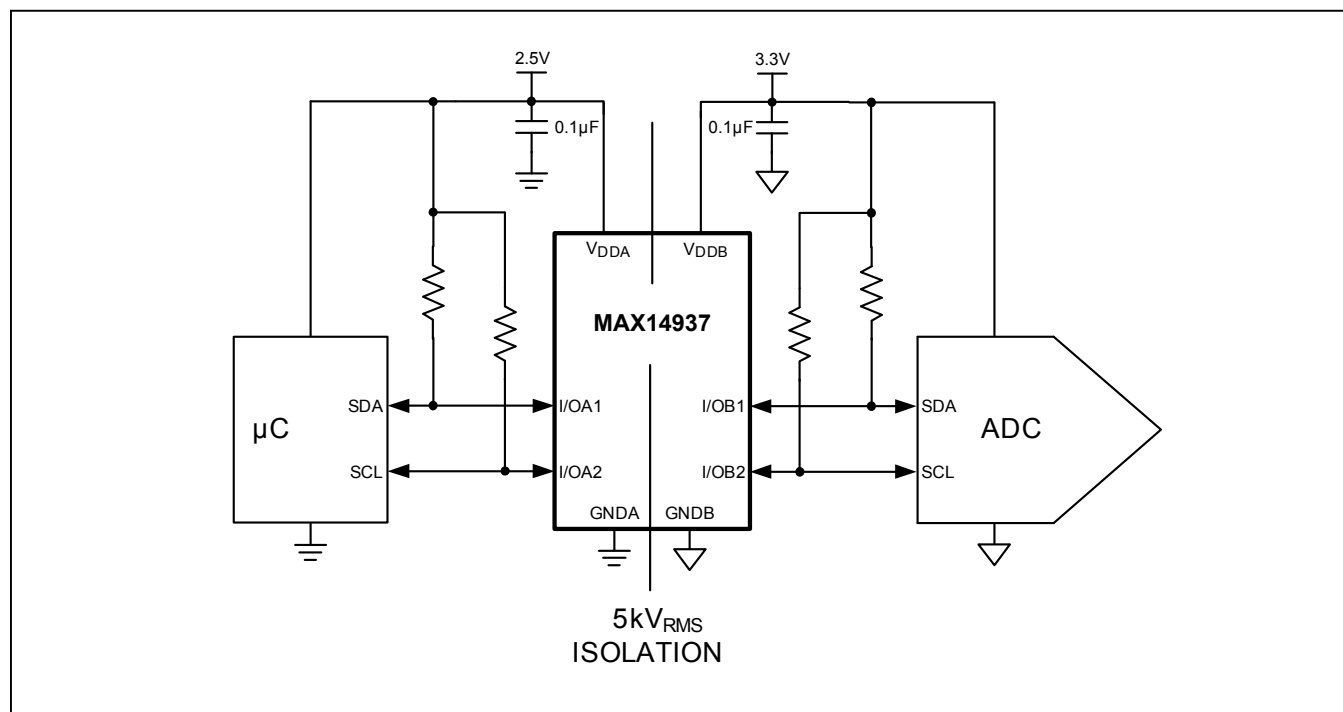 2.5V
3.3V
0.1µF
0.1µF
VDDA
VDDB
MAX14937
SDA
I/OA1
I/OB1
SDA
µC
ADC
SCL
I/OA2
I/OB2
SCL
GNDA
GNDB
5kVRMS
ISOLATION